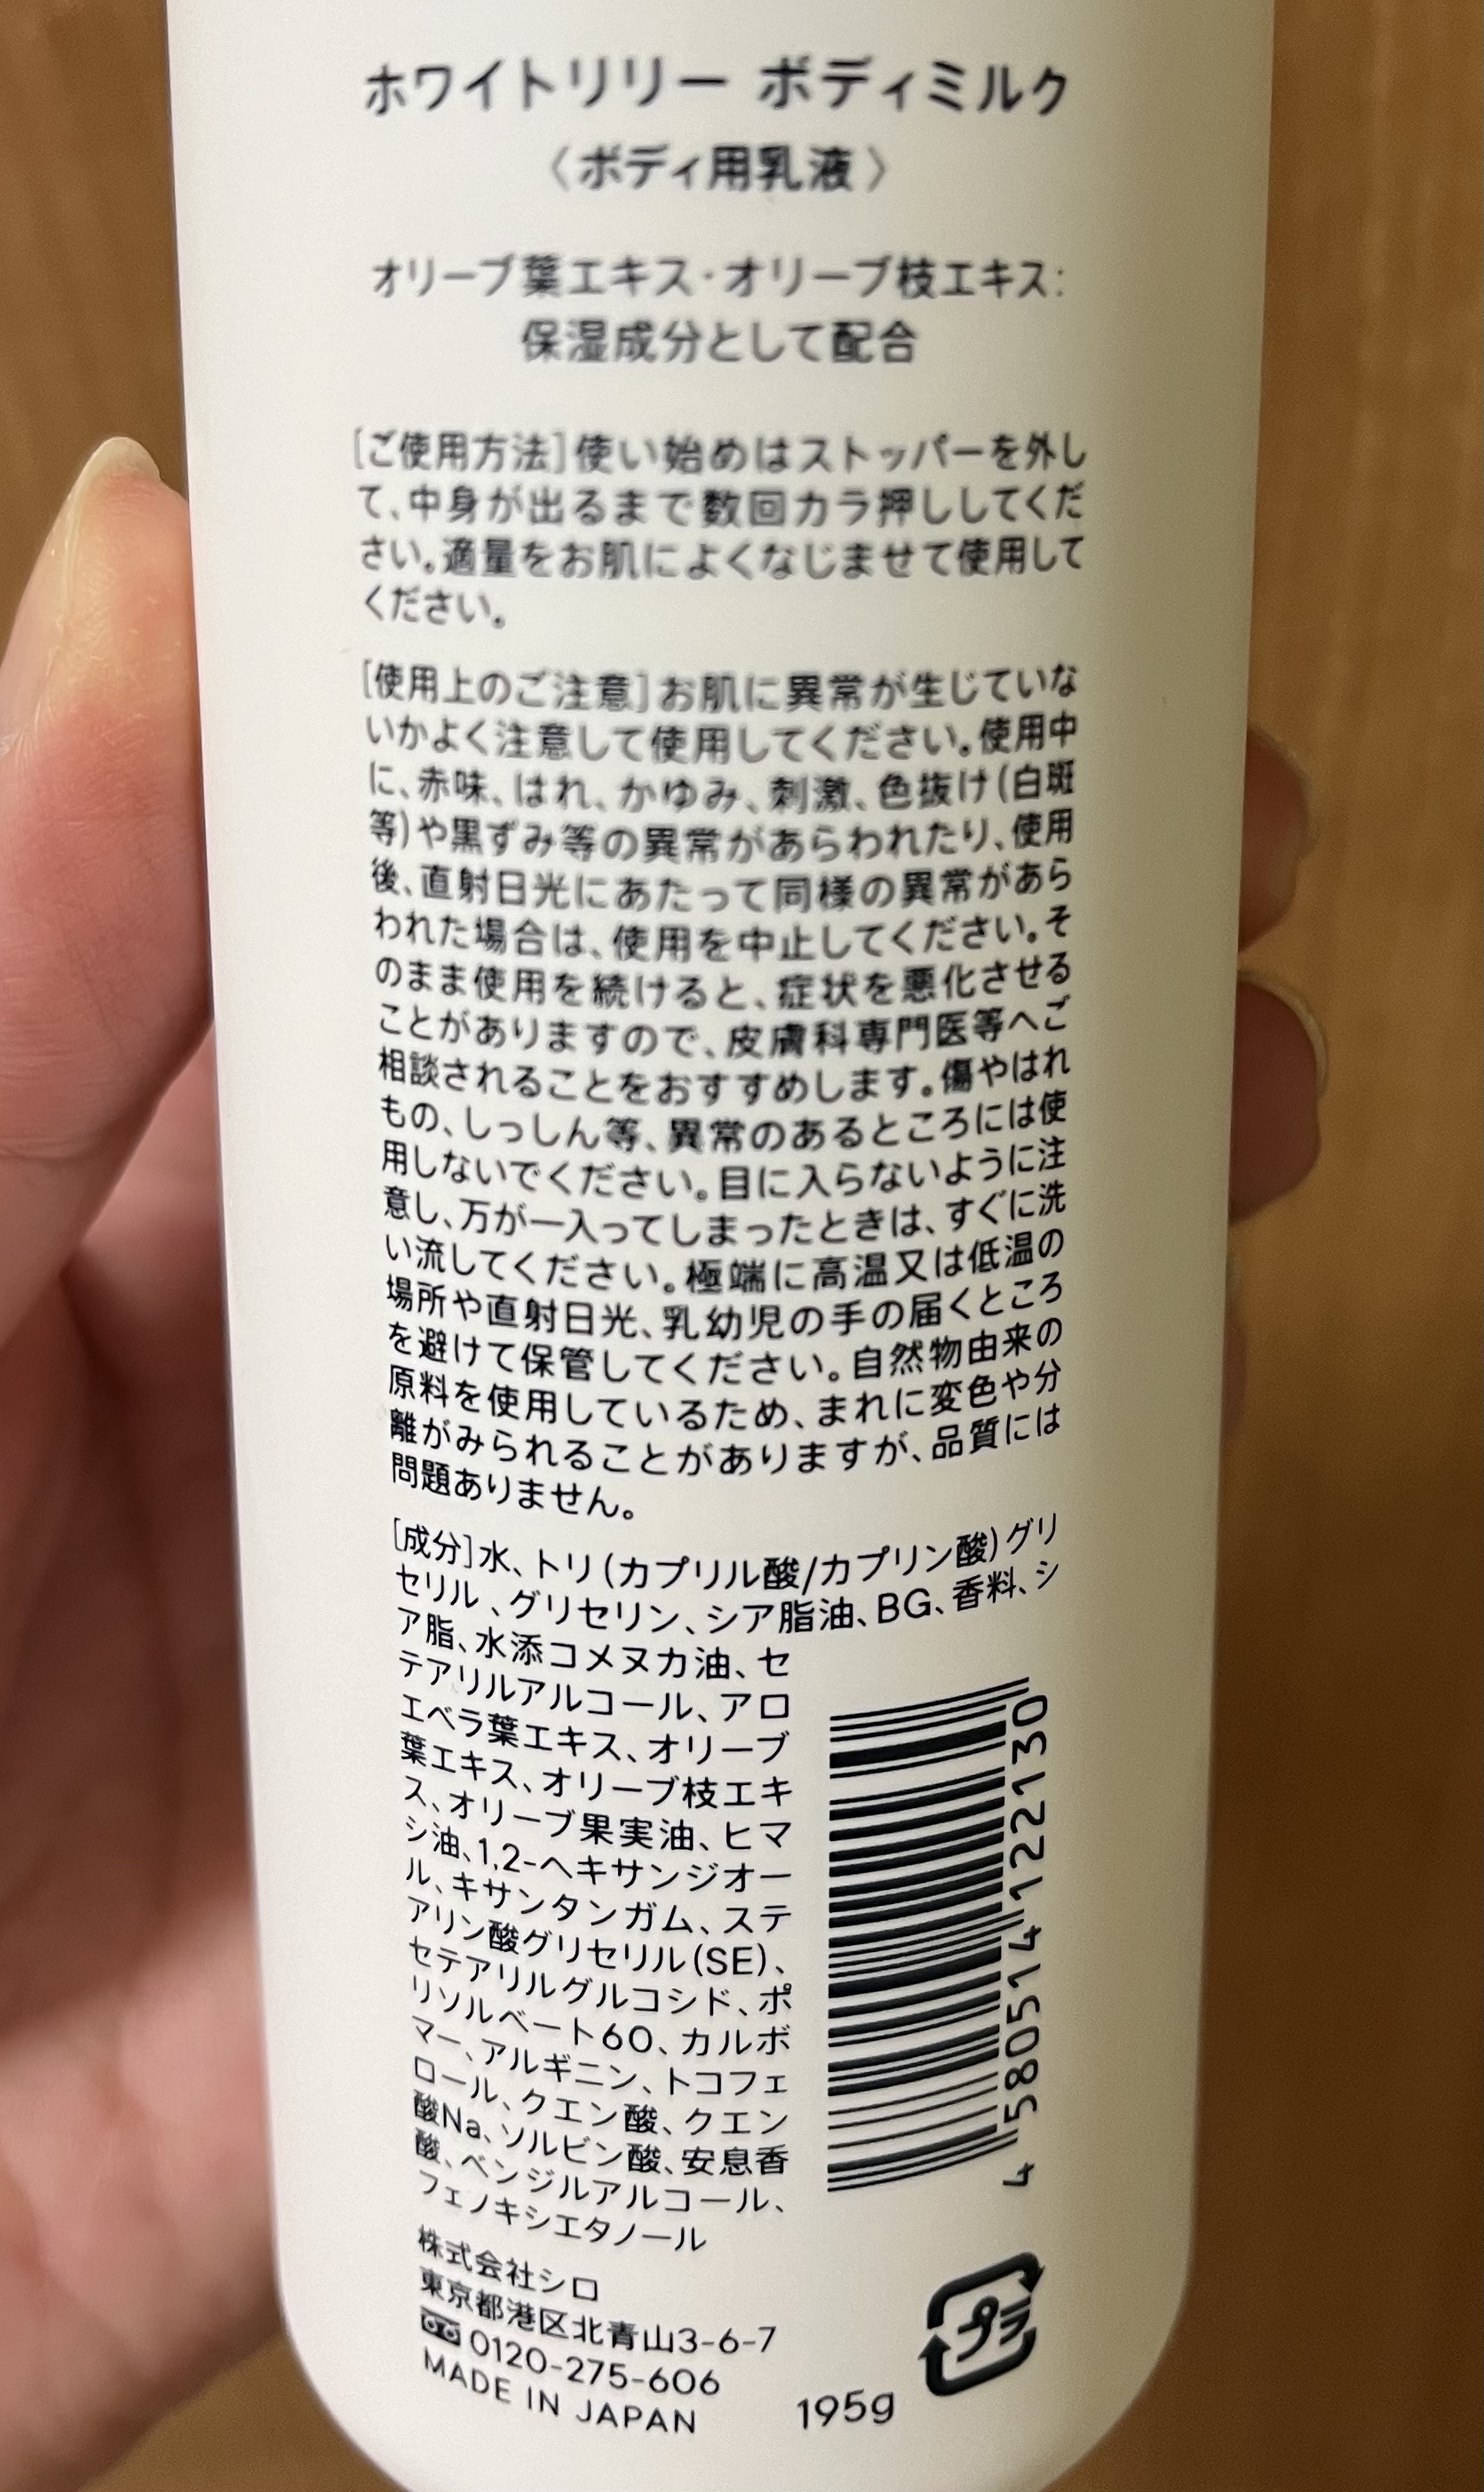 ホワイトリリー ボディミルク
〈ボディ用乳液〉
オリーブ葉エキス・オリーブ枝エキス:
保湿成分として配合
[ご使用方法]使い始めはストッパーを外し
て、中身が出るまで数回カラ押ししてくだ
さい。適量をお肌によくなじませて使用して
ください。
[使用上のご注意]お肌に異常が生じていな
いかよく注意して使用してください。使用中
に、赤味、はれ、かゆみ、刺激、色抜け(白斑
等)や黒ずみ等の異常があらわれたり、使用
後、直射日光にあたって同様の異常があら
われた場合は、使用を中止してください。そ
のまま使用を続けると、症状を悪化させる
ことがありますので、皮膚科専門医等へご
相談されることをおすすめします。傷やはれ
もの、しっしん等、異常のあるところには使
用しないでください。目に入らないように注
意し、万が一入ってしまったときは、すぐに洗
い流してください。極端に高温又は低温の
場所や直射日光、乳幼児の手の届くところ
を避けて保管してください。自然物由来の
原料を使用しているため、まれに変色や分
離がみられることがありますが、品質には
問題ありません。
[成分]水、トリ(カプリル酸/カプリン酸)グリ
セリル、グリセリン、シア脂油、BG、香料、シ
ア脂、水添コメヌカ油、セ
テアリルアルコール、アロ
エベラ葉エキス、オリーブ
葉エキス、オリーブ枝エキ
ス、オリーブ果実油、ヒマ
シ油、1,2-ヘキサンジオー
ル、キサンタンガム、ステ
アリン酸グリセリル(SE)、
セテアリルグルコシド、ポ
リソルベート60、カルボ
マー、アルギニン、トコフェ
ロール、クエン酸、クエン
酸Na、ソルビン酸、安息香
酸、ベンジルアルコール、
フェノキシエタノール
4 580514 122130
株式会社シロ
東京都港区北青山3-6-7
0120-275-606
MADE IN JAPAN
195g
プラ